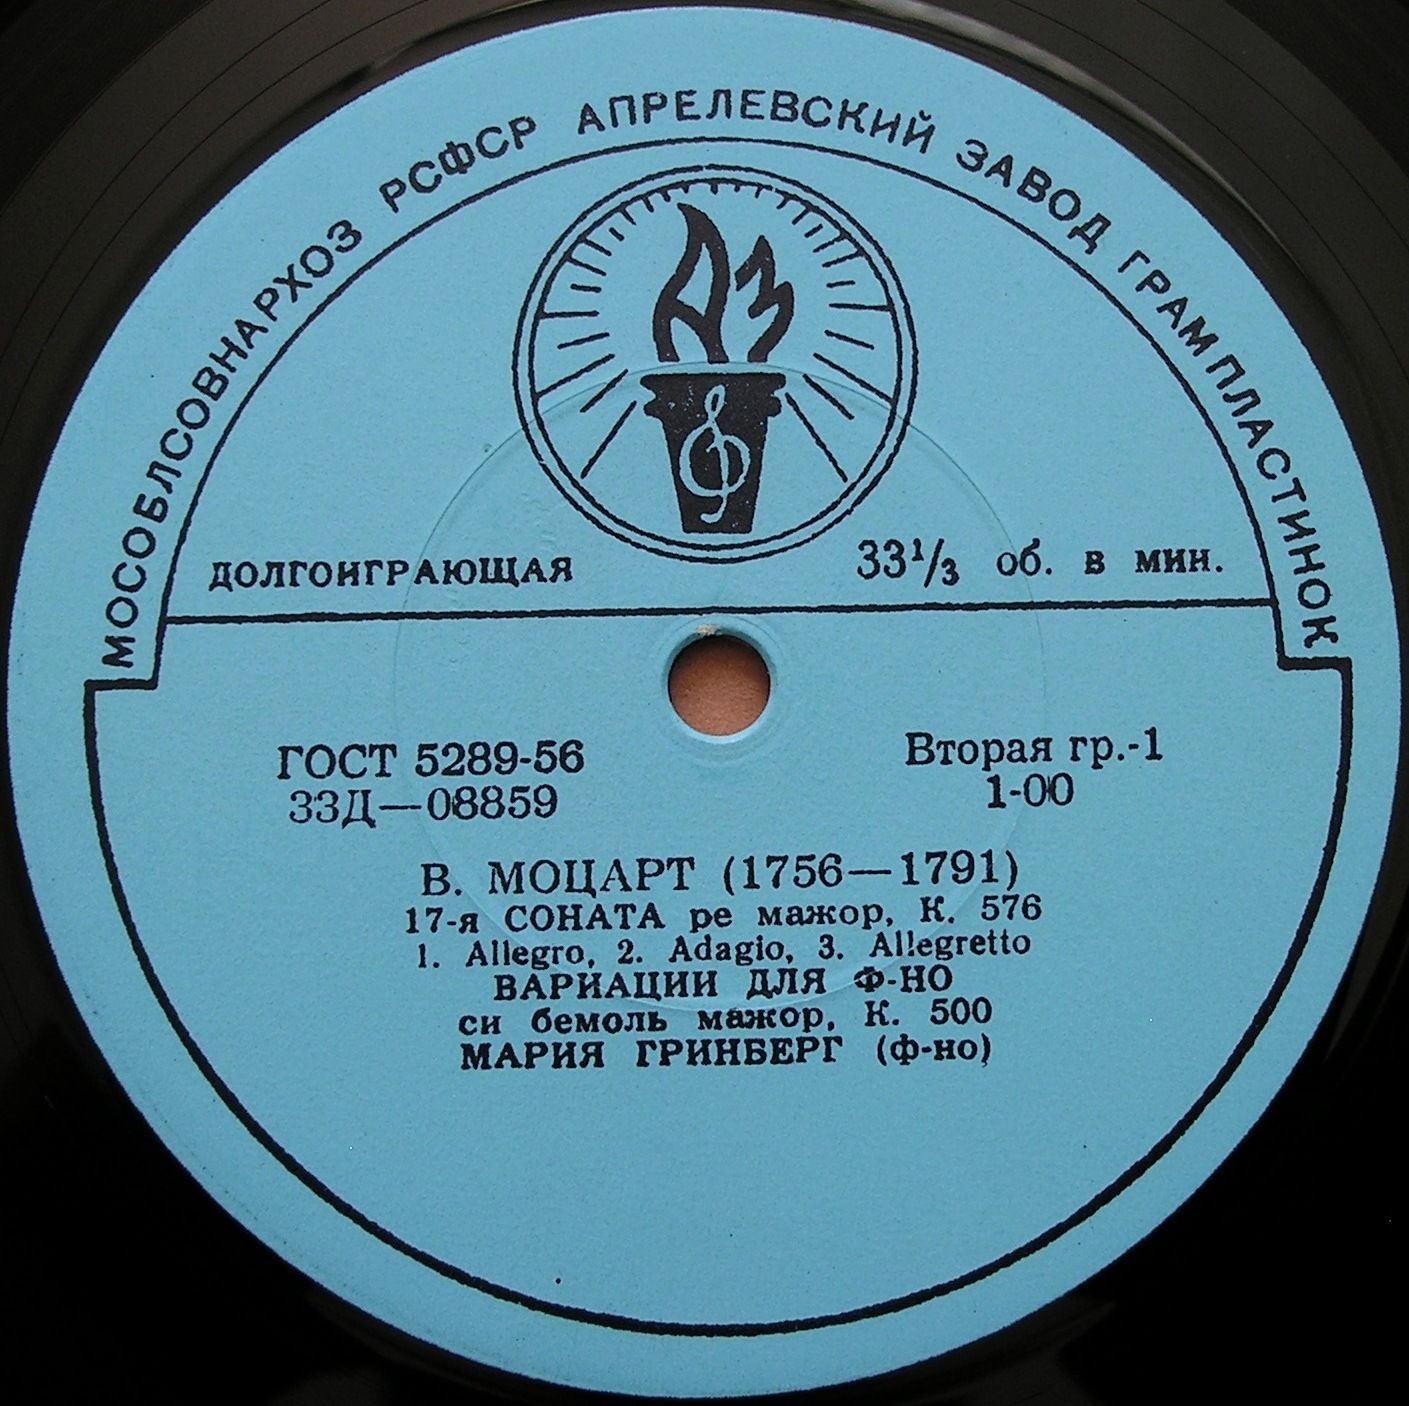 МОСОБЛСОВНАРХОЗ РСФСР АПРЕЛЕВСКИЙ ЗАВОД ГРАМПЛАСТИНОК
АЗ
ДОЛГОИГРАЮЩАЯ 33⅓ об. в мин.
ГОСТ 5289-56 Вторая гр.-1
33Д—08859 1-00
В. МОЦАРТ (1756—1791)
17-я СОНАТА ре мажор, К. 576
1. Allegro, 2. Adagio, 3. Allegretto
ВАРИАЦИИ ДЛЯ Ф-НО
си бемоль мажор, К. 500
МАРИЯ ГРИНБЕРГ (ф-но)